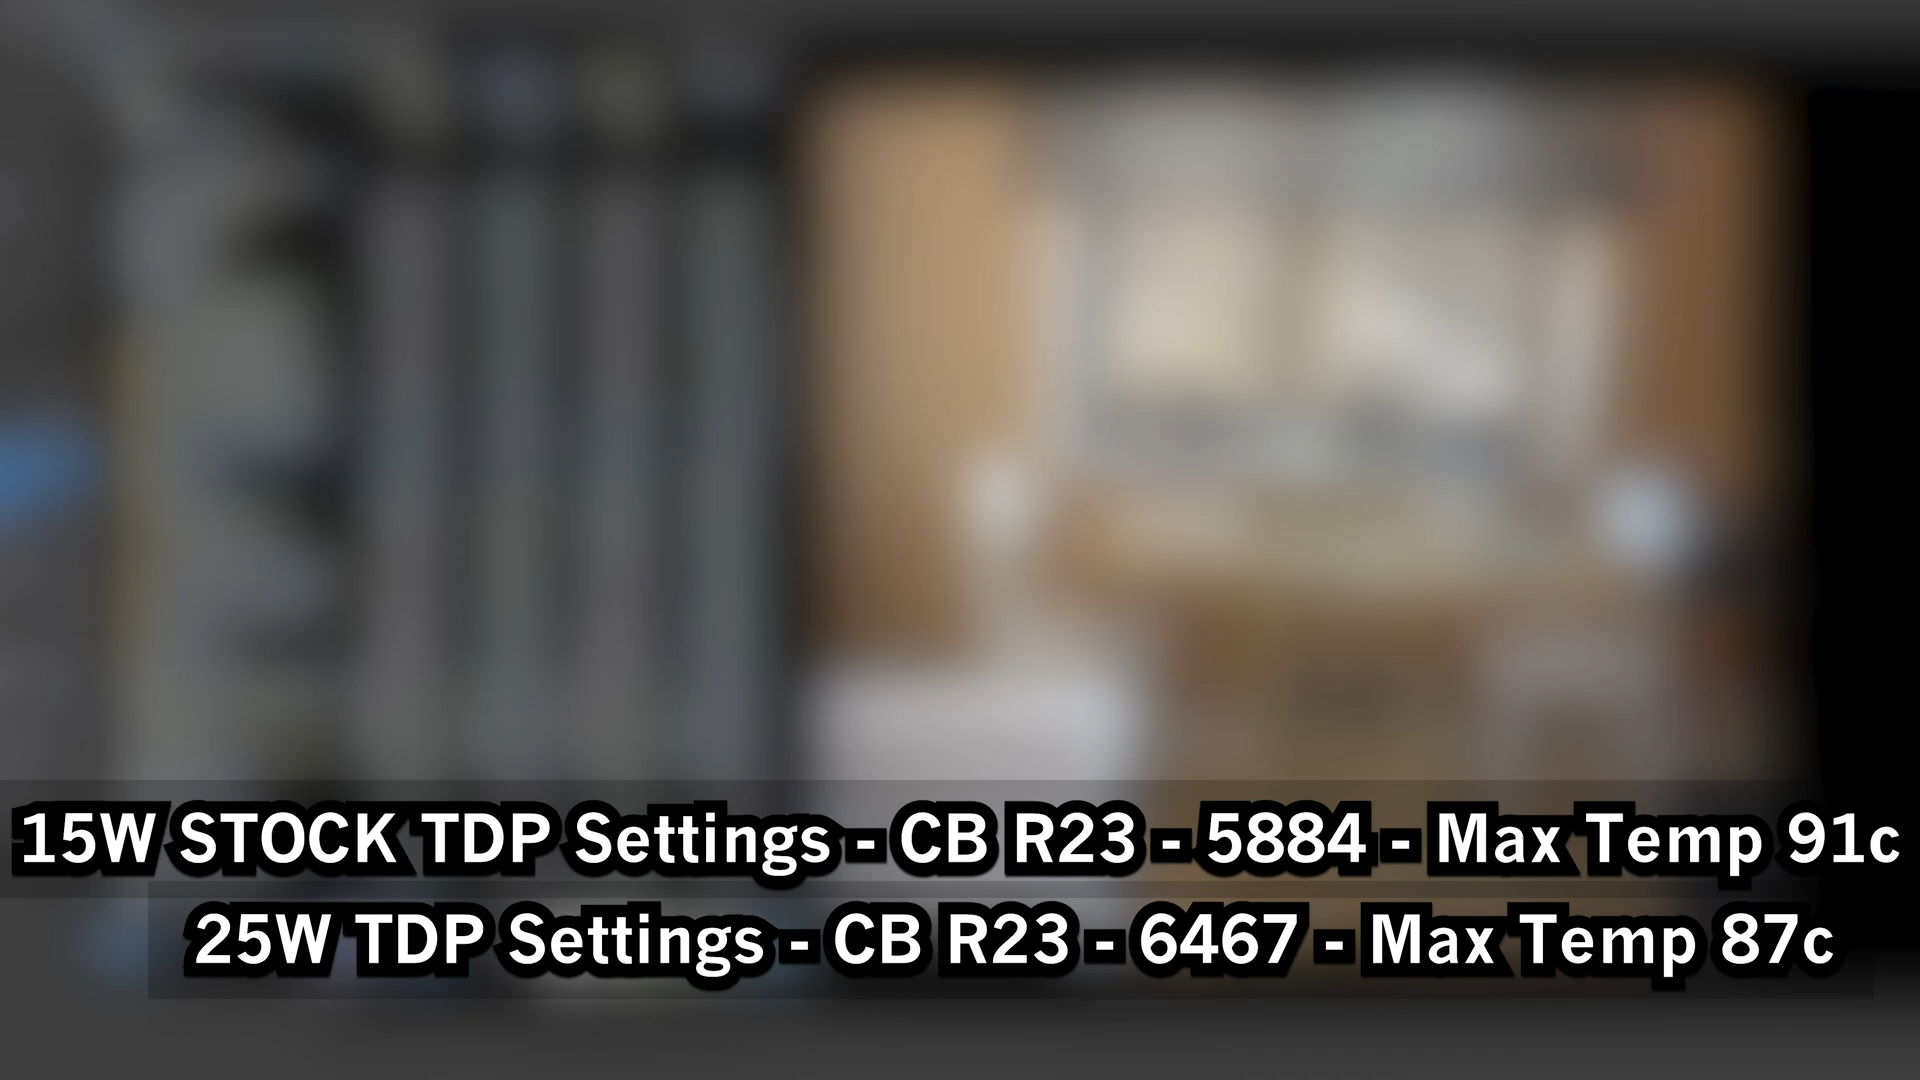 15W STOCK TDP Settings - CB R23 - 5884 - Max Temp 91c
25W TDP Settings - CB R23 - 6467 - Max Temp 87c